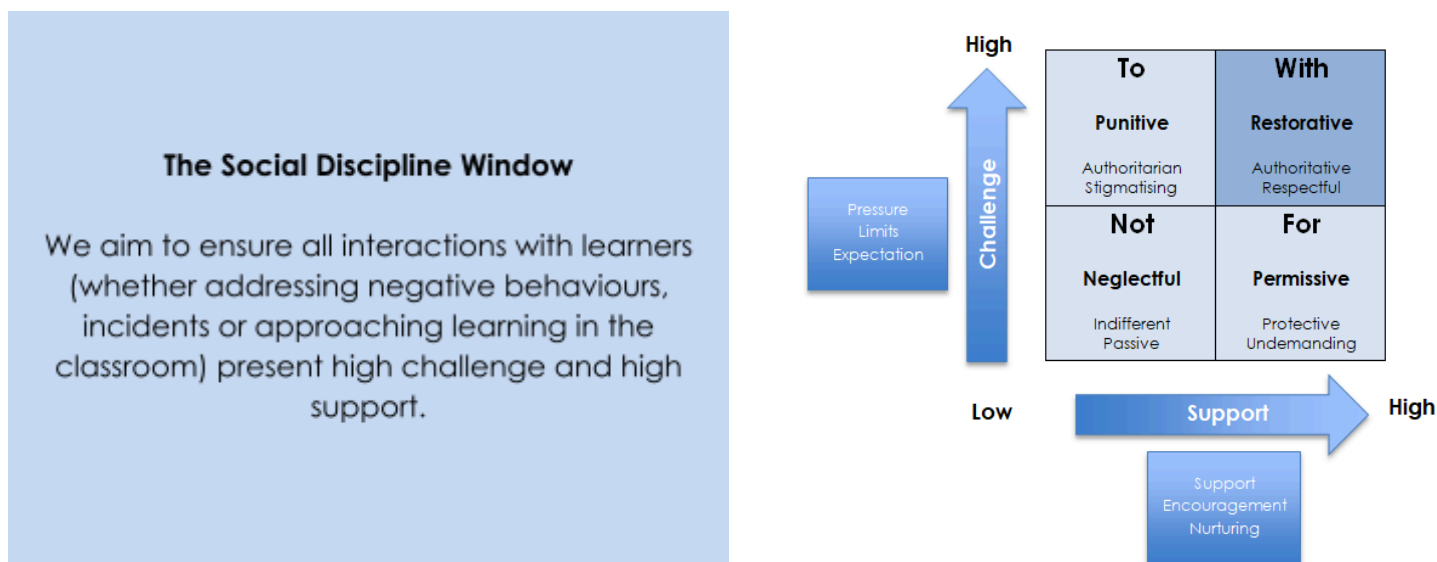 The Social Discipline Window
We aim to ensure all interactions with learners
(whether addressing negative behaviours,
incidents or approaching learning in the
classroom) present high challenge and high
support.
High
Challenge
Pressure
Limits
Expectation
To
Punitive
Authoritarian
Stigmatising
With
Restorative
Authoritative
Respectful
Not
Neglectful
Indifferent
Passive
For
Permissive
Protective
Undemanding
Low
Support
High
Support
Encouragement
Nurturing